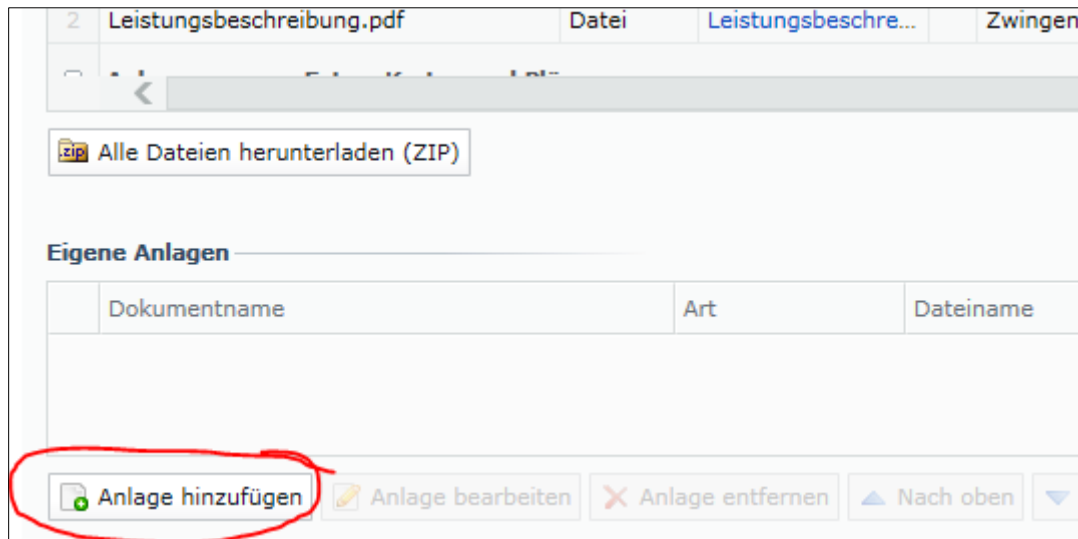 2 Leistungsbeschreibung.pdf Datei Leistungsbeschre... Zwingen
.zip Alle Dateien herunterladen (ZIP)
Eigene Anlagen
Dokumentname Art Dateiname
Anlage hinzufügen Anlage bearbeiten Anlage entfernen Nach oben